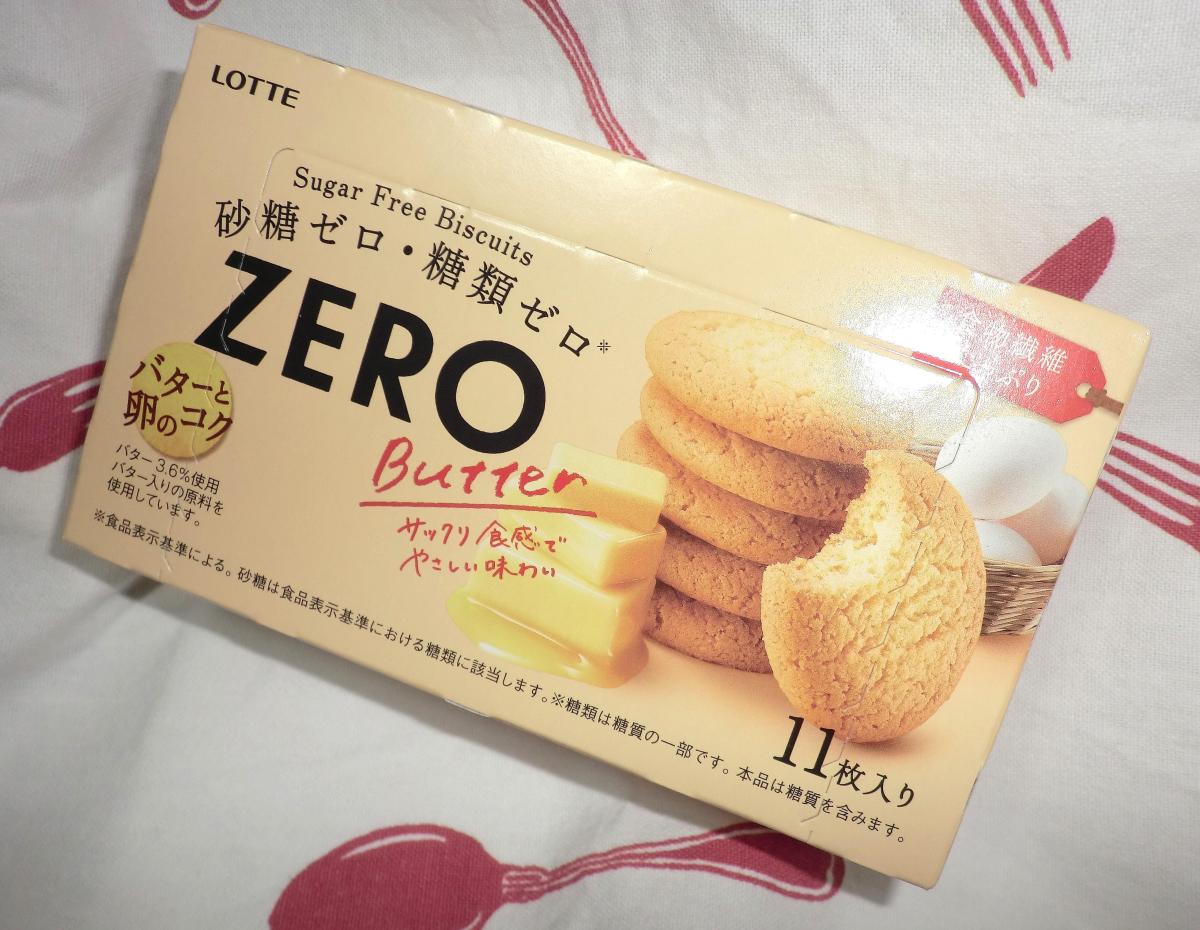 LOTTE
Sugar Free Biscuits
砂糖ゼロ・糖類ゼロ※
ZERO
Butter
サックリ食感で
やさしい味わい
バターと
卵のコク
バター3.6%使用
バター入りの原料を
使用しています。
繊維
ぷり
11枚入り
※食品表示基準による。砂糖は食品表示基準における糖類に該当します。※糖類は糖質の一部です。本品は糖質を含みます。